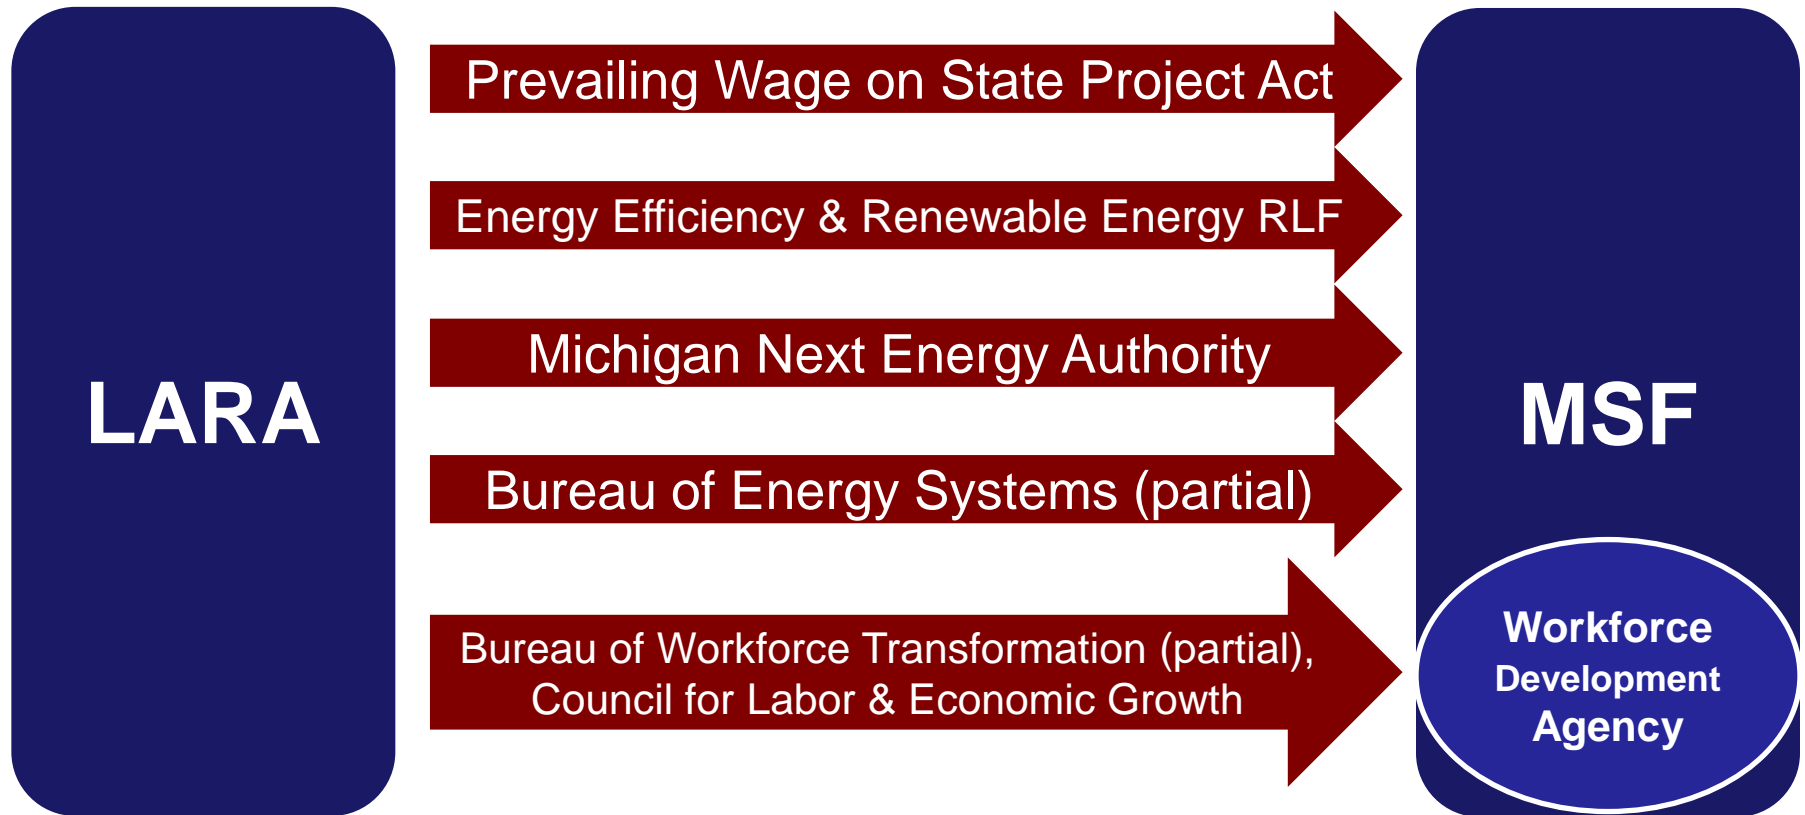 LARA
Prevailing Wage on State Project Act
Energy Efficiency & Renewable Energy RLF
Michigan Next Energy Authority
Bureau of Energy Systems (partial)
Bureau of Workforce Transformation (partial),
Council for Labor & Economic Growth
MSF
Workforce
Development
Agency